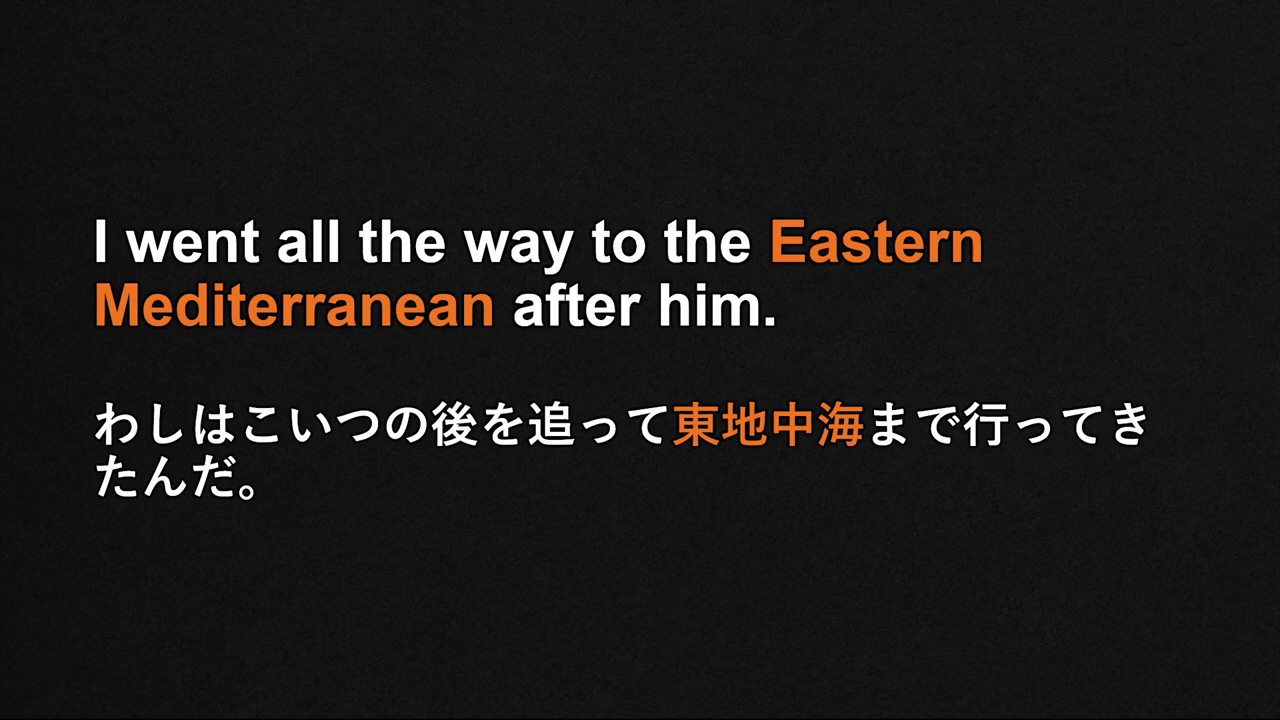 I went all the way to the Eastern
Mediterranean after him.
わしはこいつの後を追って東地中海まで行ってき
たんだ。